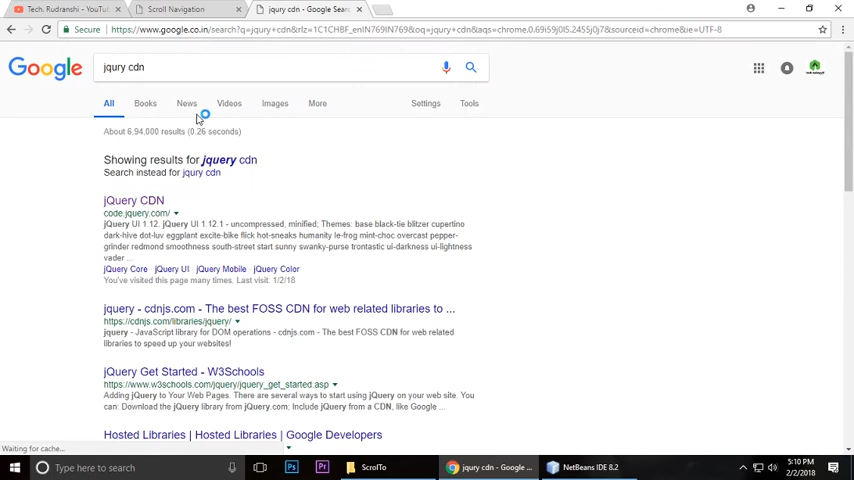 Tech. Rudranshi - YouTu
Scroll Navigation
jqury cdn - Google Sear
Secure
https://www.google.co.in/search?q=jqury+cdn&rlz=1C1CHBF_enIN769IN769&oq=jqury+cdn&aqs=chrome.0.69i59j0l5.2455j0j7&sourceid=chrome&ie=UTF-8
Google
jqury cdn
All Books News Videos Images More Settings Tools
About 6,94,000 results (0.26 seconds)
Showing results for jquery cdn
Search instead for jqury cdn
jQuery CDN
code.jquery.com/
jQuery UI 1.12. jQuery UI 1.12.1 - uncompressed, minified; Themes: base black-tie blitzer cupertino
dark-hive dot-luv eggplant excite-bike flick hot-sneaks humanity le-frog mint-choc overcast pepper-
grinder redmond smoothness south-street start sunny swanky-purse trontastic ui-darkness ui-lightness
vader ...
jQuery Core · jQuery UI · jQuery Mobile · jQuery Color
You've visited this page many times. Last visit: 1/2/18
jquery - cdnjs.com - The best FOSS CDN for web related libraries to ...
https://cdnjs.com/libraries/jquery/
jquery - JavaScript library for DOM operations - cdnjs.com - The best FOSS CDN for web related
libraries to speed up your websites!
jQuery Get Started - W3Schools
https://www.w3schools.com/jquery/jquery_get_started.asp
Adding jQuery to Your Web Pages. There are several ways to start using jQuery on your web site. You
can: Download the jQuery library from jQuery.com; Include jQuery from a CDN, like Google ...
Hosted Libraries | Hosted Libraries | Google Developers
Waiting for cache...
Type here to search
Ps
Pr
ScrolTo
jqury cdn - Google ...
NetBeans IDE 8.2
5:10 PM
2/2/2018